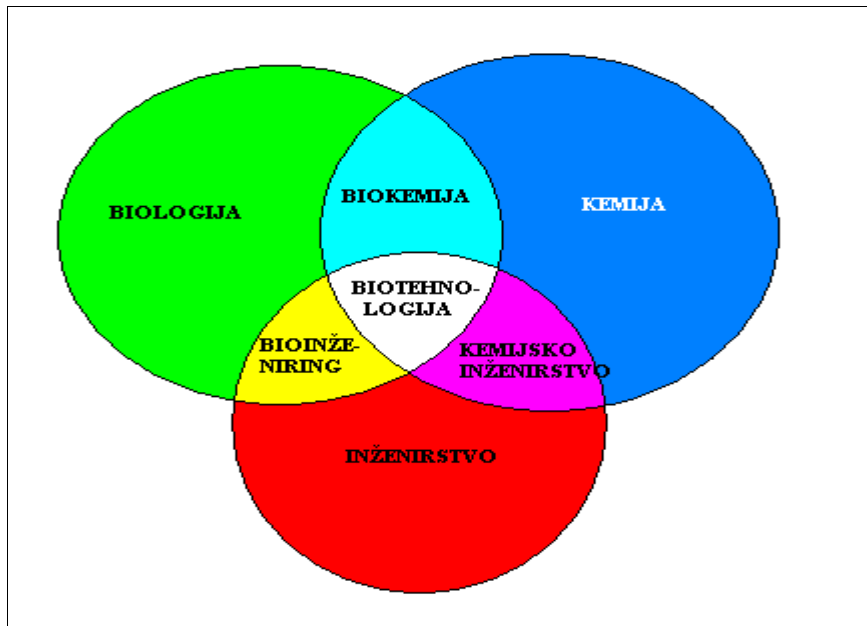 BIOLOGIJA
BIOKEMIJA
KEMIJA
BIOTEHNO-
LOGIJA
BIOINŽE-
NIRING
KEMIJSKO
INŽENIRSTVO
INŽENIRSTVO